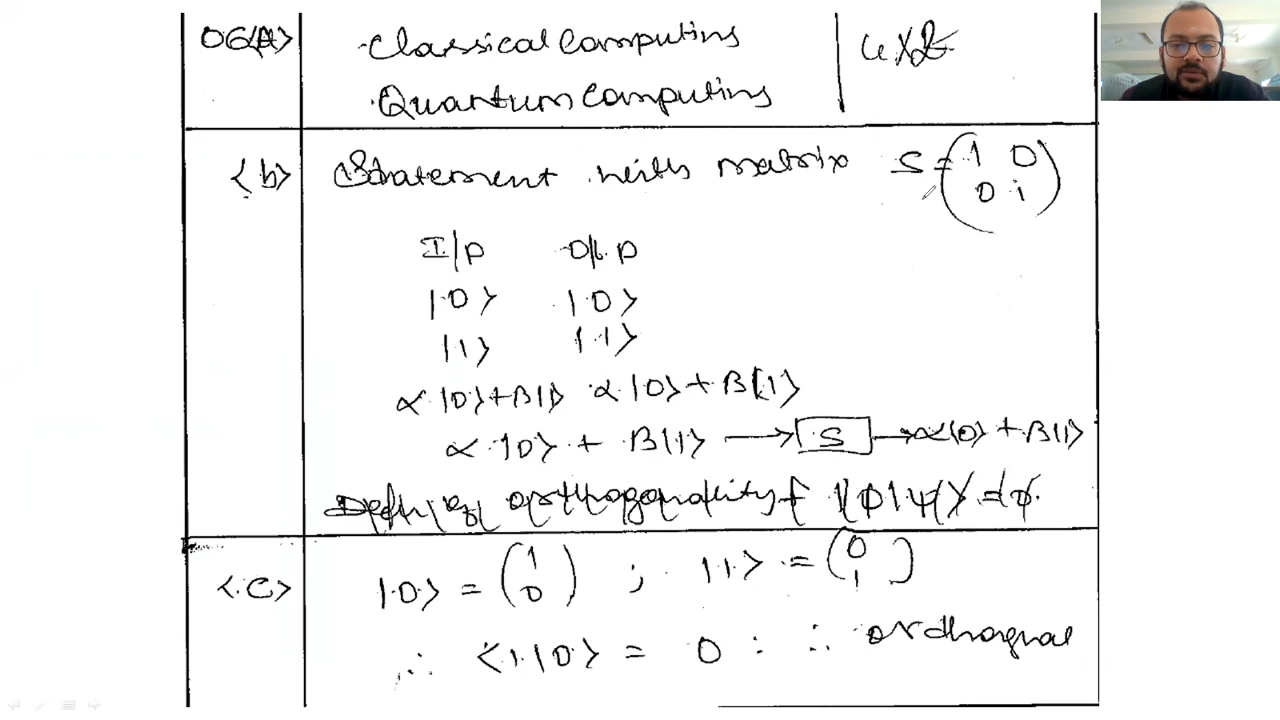 06(A) Classical Computing 4X2
Quantum Computing
(b) Statement with matrix S = (1 0
0 i)
I/P O/P
|0> |0>
|1> |1>
α|0>+β|1> α|0>+β|1>
α|0> + β|1> → S → α|0> + β|1>
orthogonality
(c) |0> = (1 0) ; |1> = (0 1)
∴ <1|0> = 0 : ∴ orthogonal